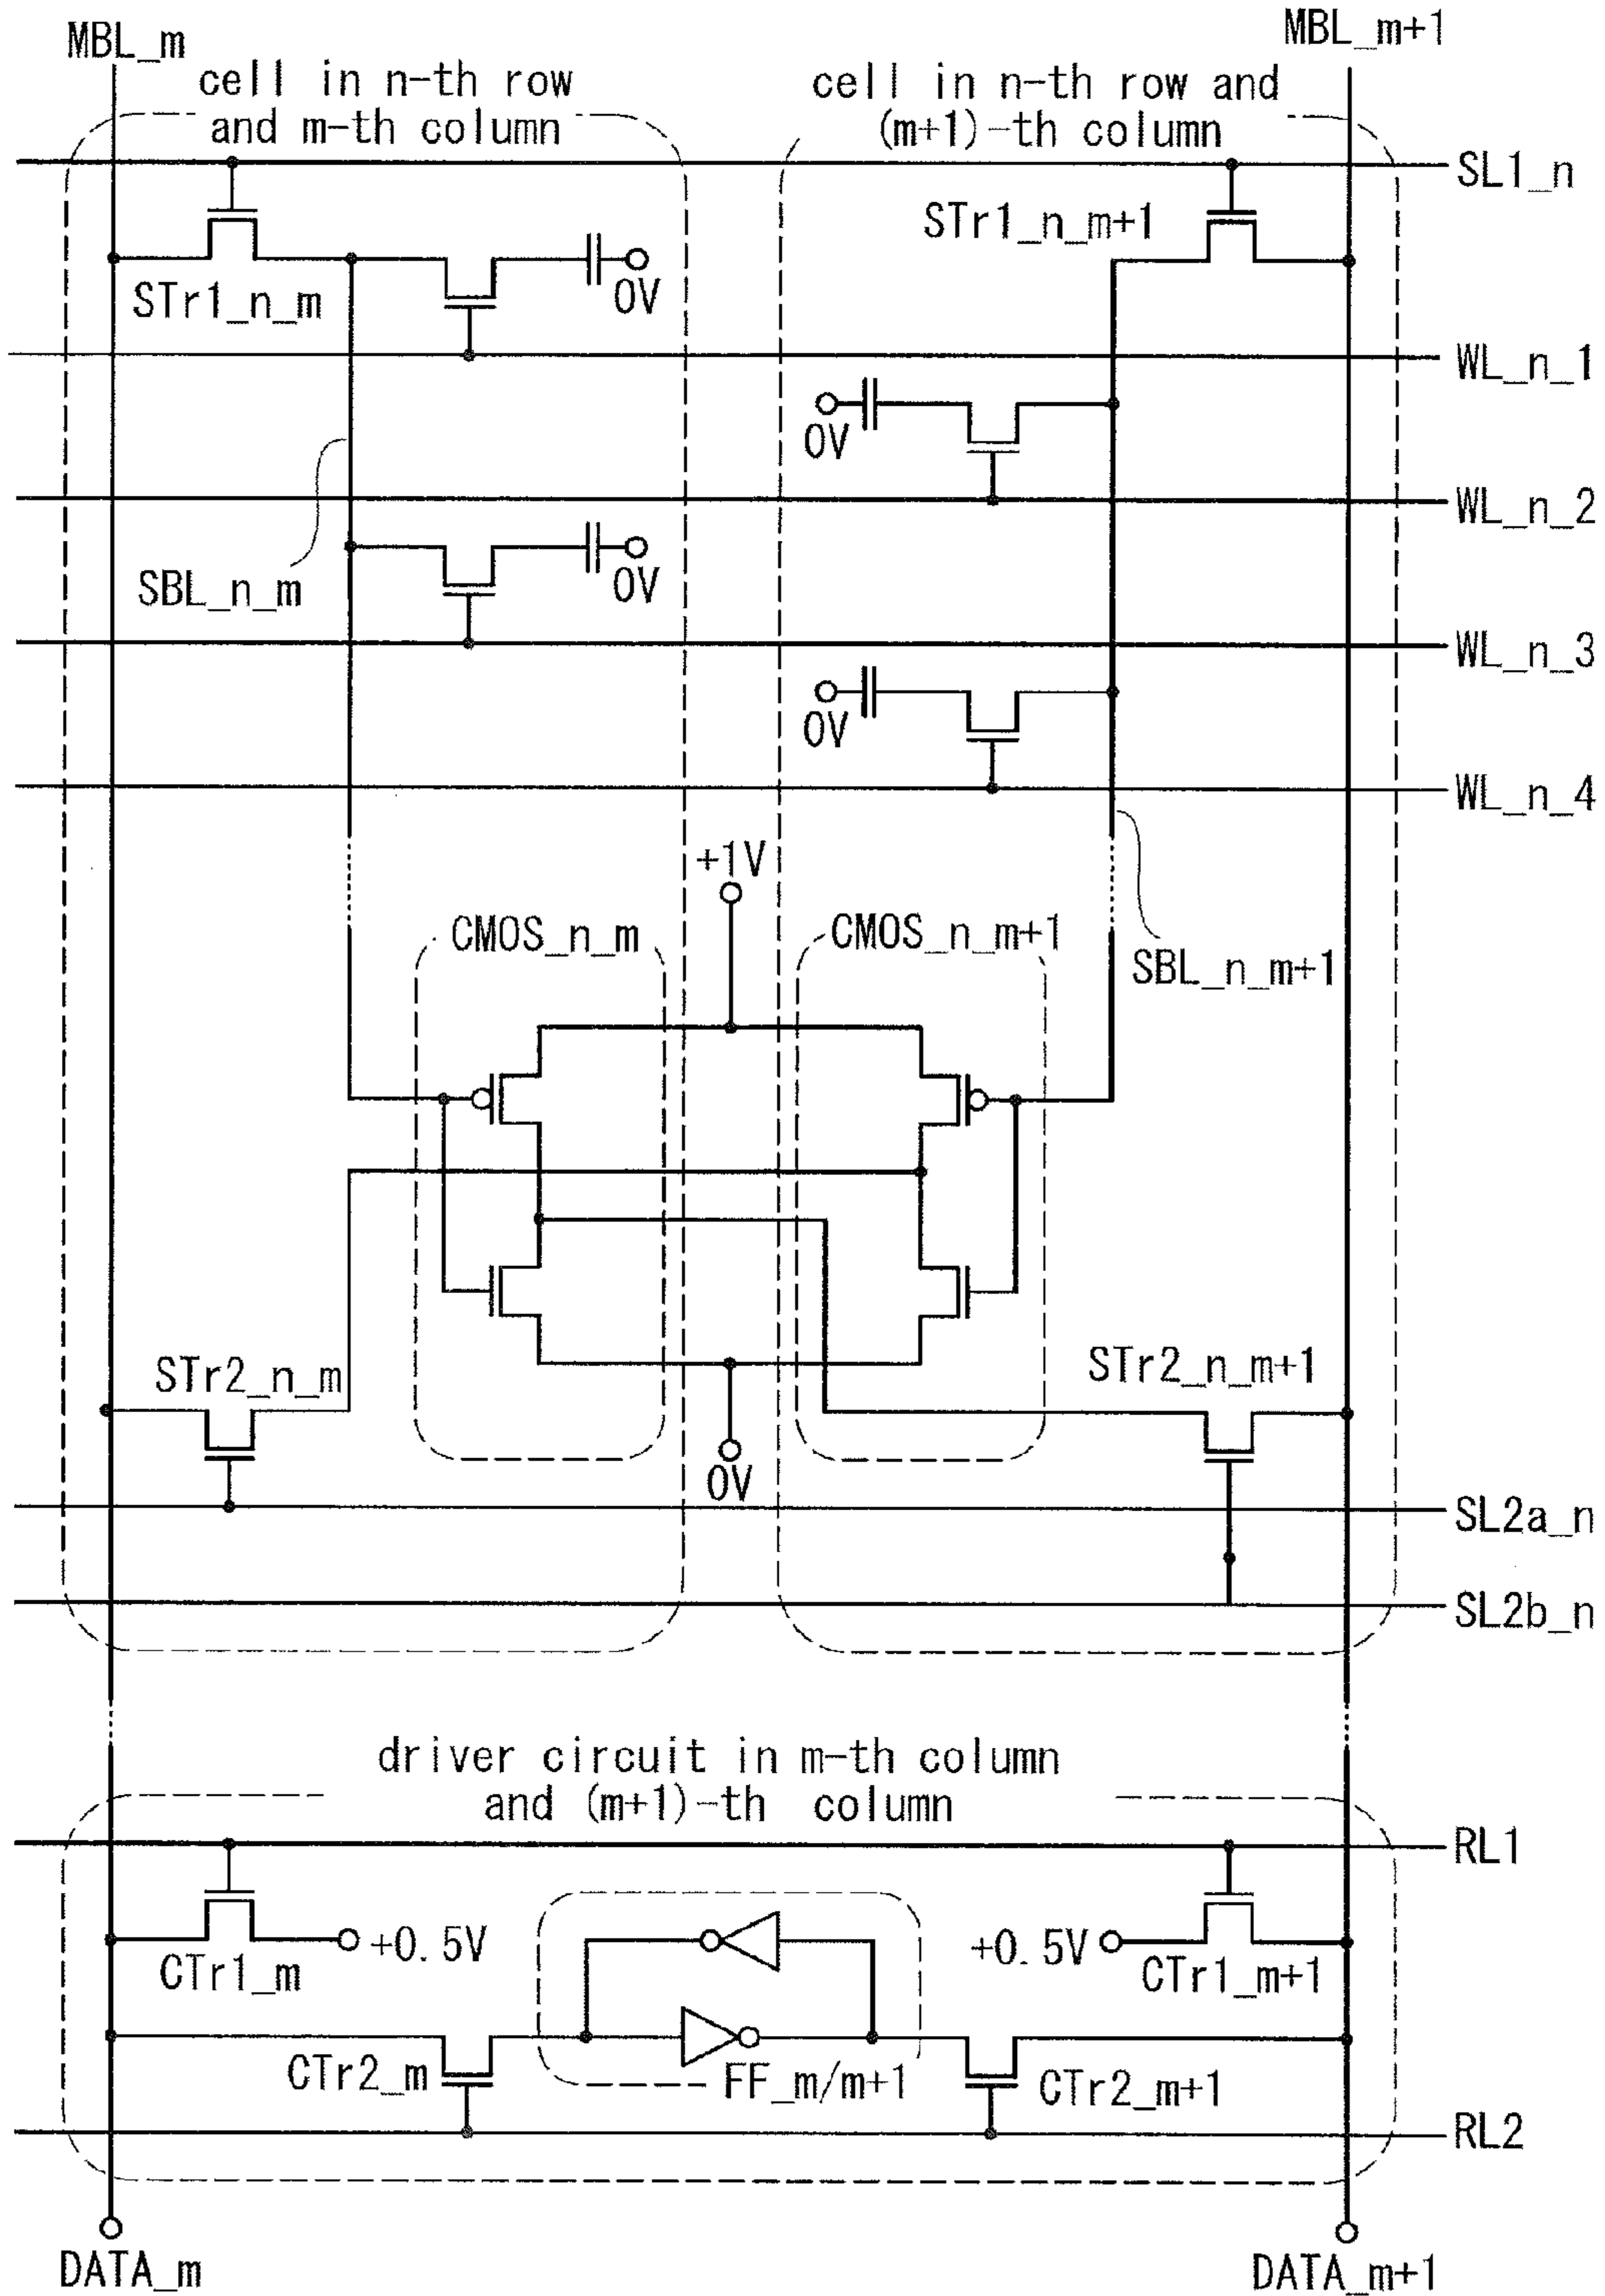 MBL_m
MBL_m+1
cell in n-th row
and m-th column
cell in n-th row and
(m+1)-th column
SL1_n
STr1_n_m+1
STr1_n_m
0V
WL_n_1
0V
WL_n_2
SBL_n_m
0V
WL_n_3
0V
WL_n_4
+1V
CMOS_n_m
CMOS_n_m+1
SBL_n_m+1
STr2_n_m
STr2_n_m+1
0V
SL2a_n
SL2b_n
driver circuit in m-th column
and (m+1)-th column
RL1
+0.5V
+0.5V
CTr1_m
CTr1_m+1
CTr2_m
FF_m/m+1
CTr2_m+1
RL2
DATA_m
DATA_m+1